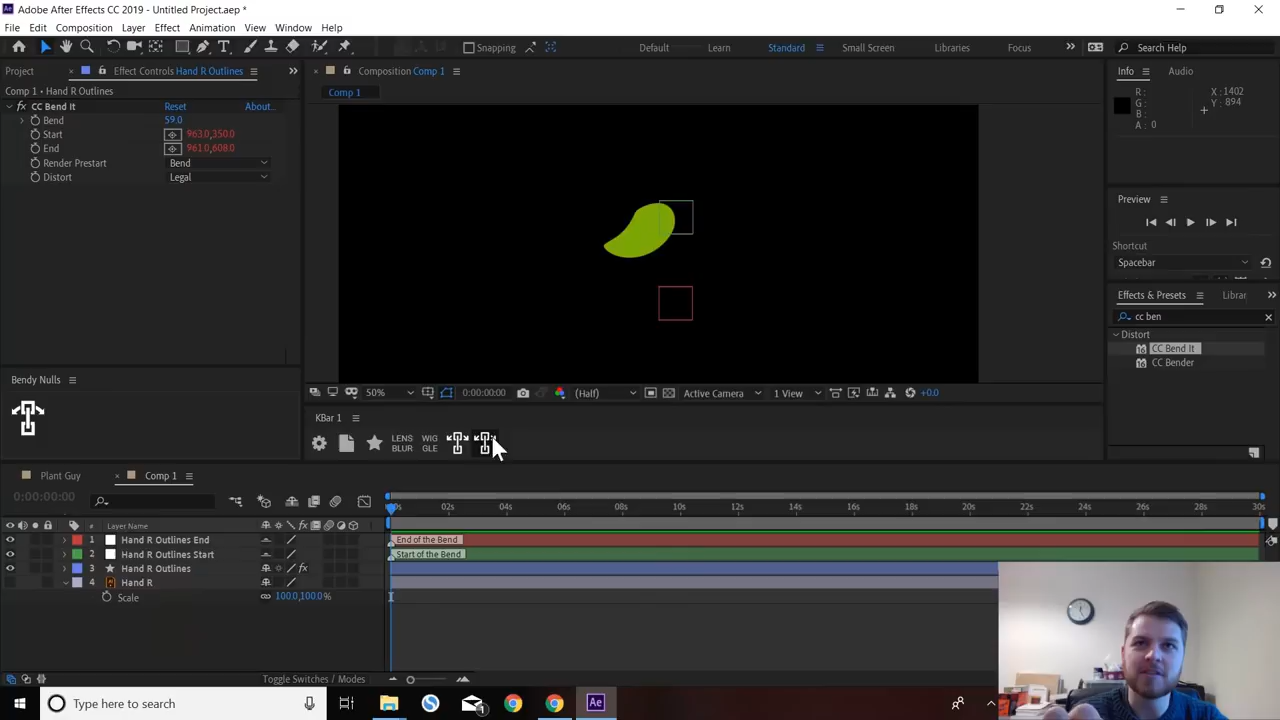 Adobe After Effects CC 2019 - Untitled Project.aep *
File Edit Composition Layer Effect Animation View Window Help
Snapping Default Learn Standard Small Screen Libraries Focus Search Help
Project Effect Controls Hand R Outlines Composition Comp 1 Info Audio
Comp 1 • Hand R Outlines
Comp 1
R: X: 1402
G: Y: 894
B:
A: 0
fx CC Bend It Reset About...
Bend 59.0
Start 963.0,350.0
End 961.0,608.0
Render Prestart Bend
Distort Legal
Preview
Shortcut
Spacebar
Effects & Presets Librar
cc ben
Distort
CC Bend It
CC Bender
Bendy Nulls
50% 0:00:00:00 (Half) Active Camera 1 View +0.0
KBar 1
LENS BLUR
WIG GLE
Plant Guy Comp 1
0:00:00:00
0s 02s 04s 06s 08s 10s 12s 14s 16s 18s 20s 22s 24s 26s 28s 30s
# Layer Name
1 Hand R Outlines End End of the Bend
2 Hand R Outlines Start Start of the Bend
3 Hand R Outlines
4 Hand R
Scale 100.0,100.0%
Toggle Switches / Modes
Type here to search